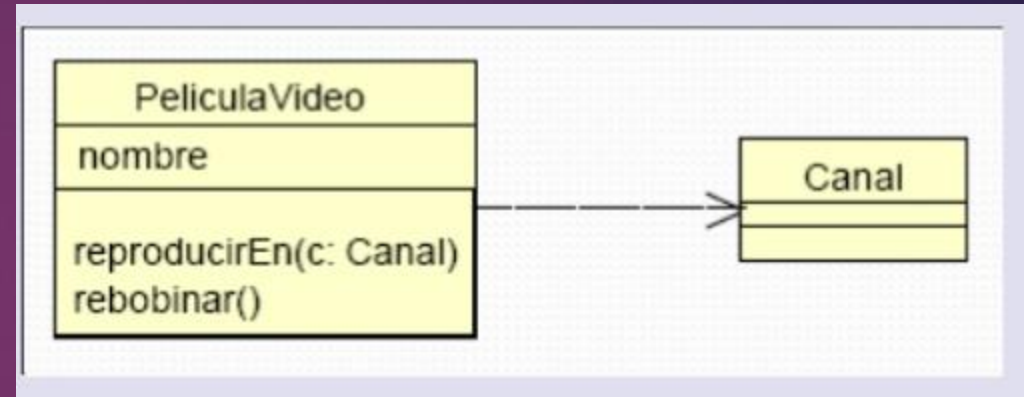 PeliculaVideo
nombre
reproducirEn(c: Canal)
rebobinar()
Canal